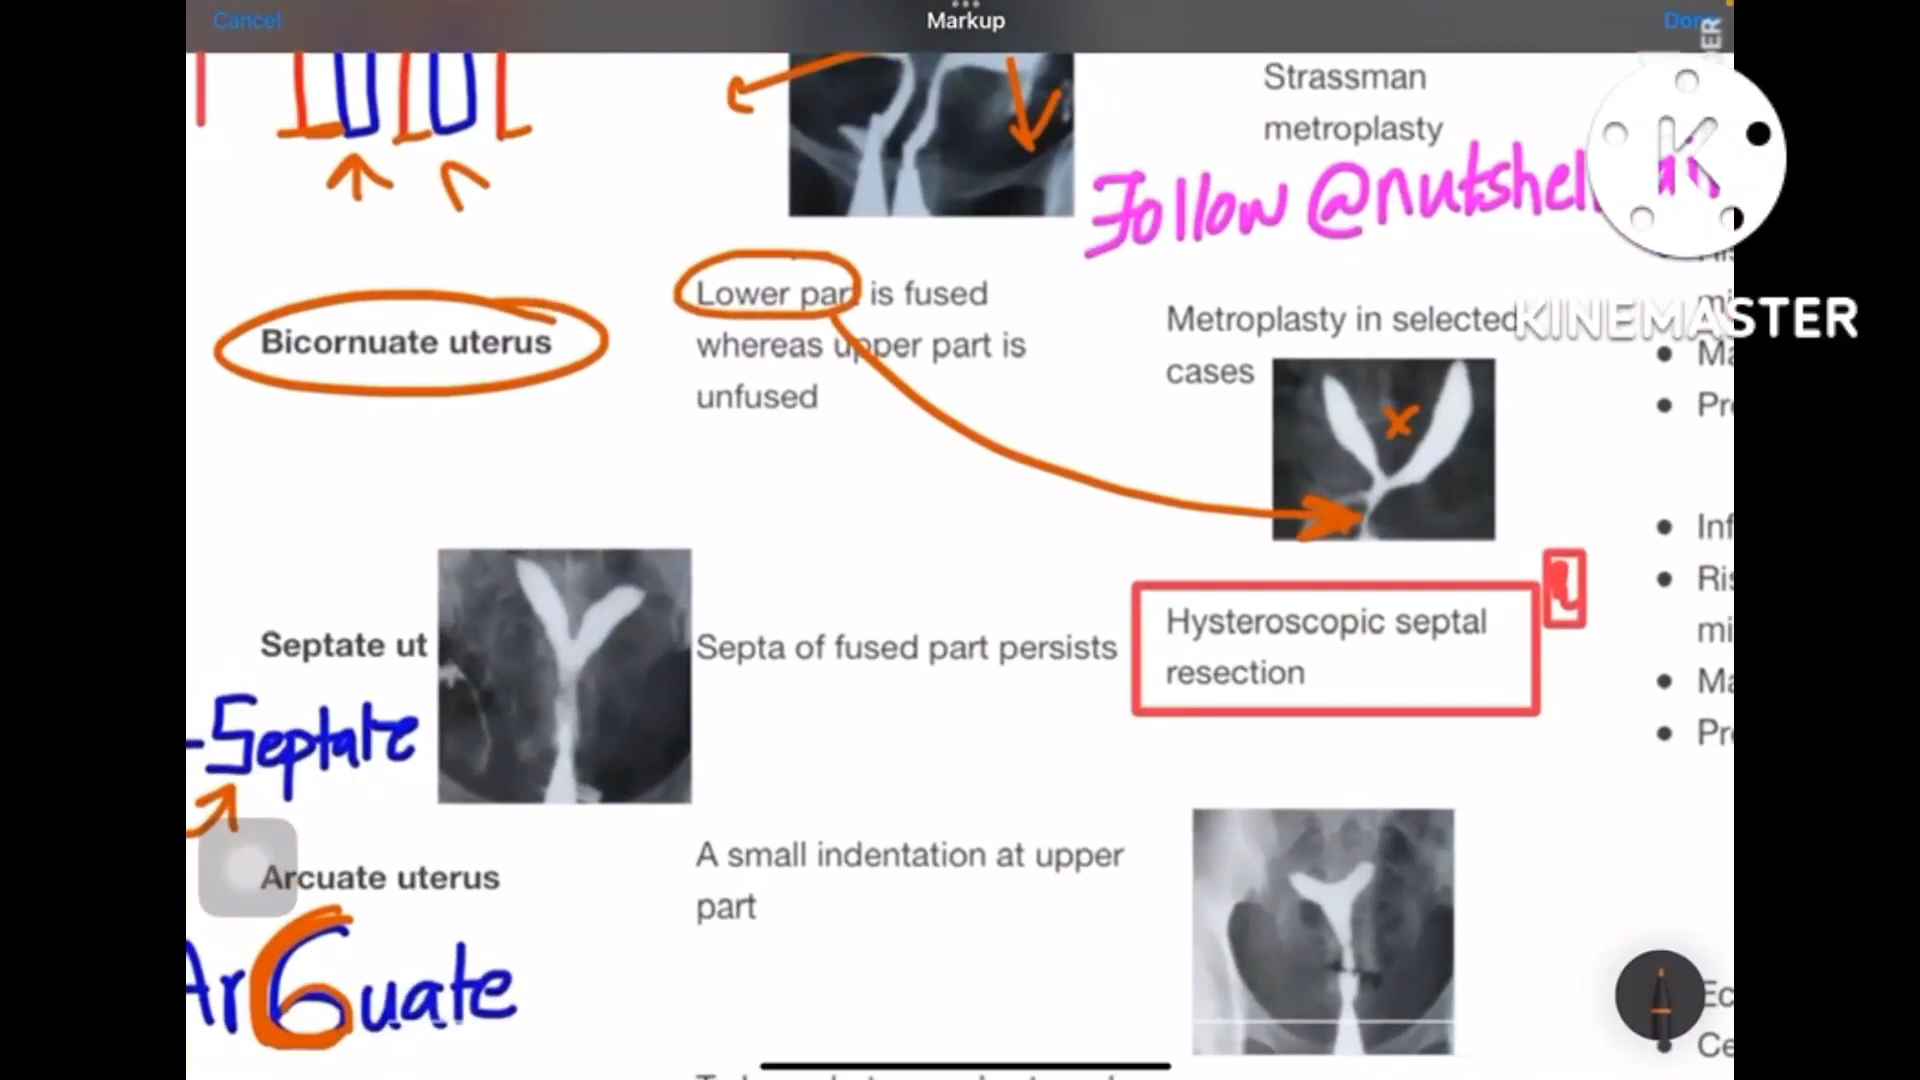 Cancel
Markup
Strassman
metroplasty
Follow @nutshel
KINEMASTER
Bicornuate uterus
Lower part is fused
whereas upper part is
unfused
Metroplasty in selected
cases
Septate ut
Septa of fused part persists
Hysteroscopic septal
resection
-Septate
Arcuate uterus
A small indentation at upper
part
Ar6uate